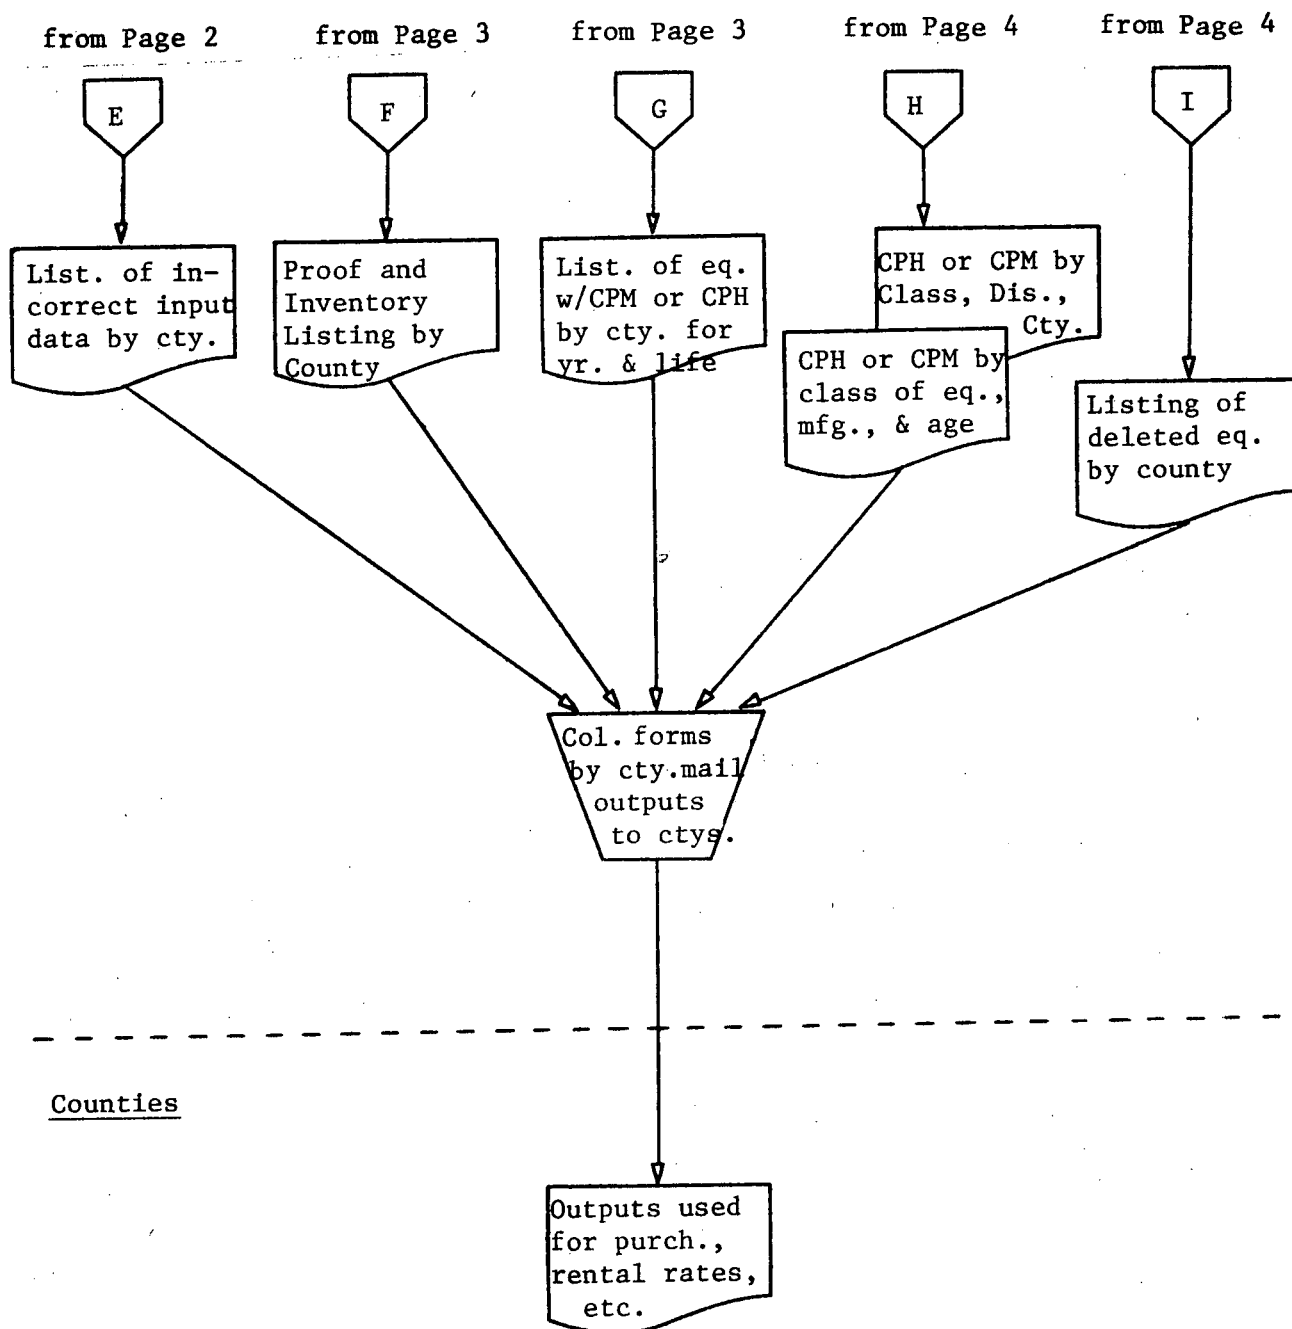 from Page 2
from Page 3
from Page 3
from Page 4
from Page 4
E
F
G
H
I
List. of in-
correct input
data by cty.
Proof and
Inventory
Listing by
County
List. of eq.
w/CPM or CPH
by cty. for
yr. & life
CPH or CPM by
Class, Dis.,
Cty.
CPH or CPM by
class of eq.,
mfg., & age
Listing of
deleted eq.
by county
Col. forms
by cty.mail
outputs
to ctys.
Counties
Outputs used
for purch.,
rental rates,
etc.